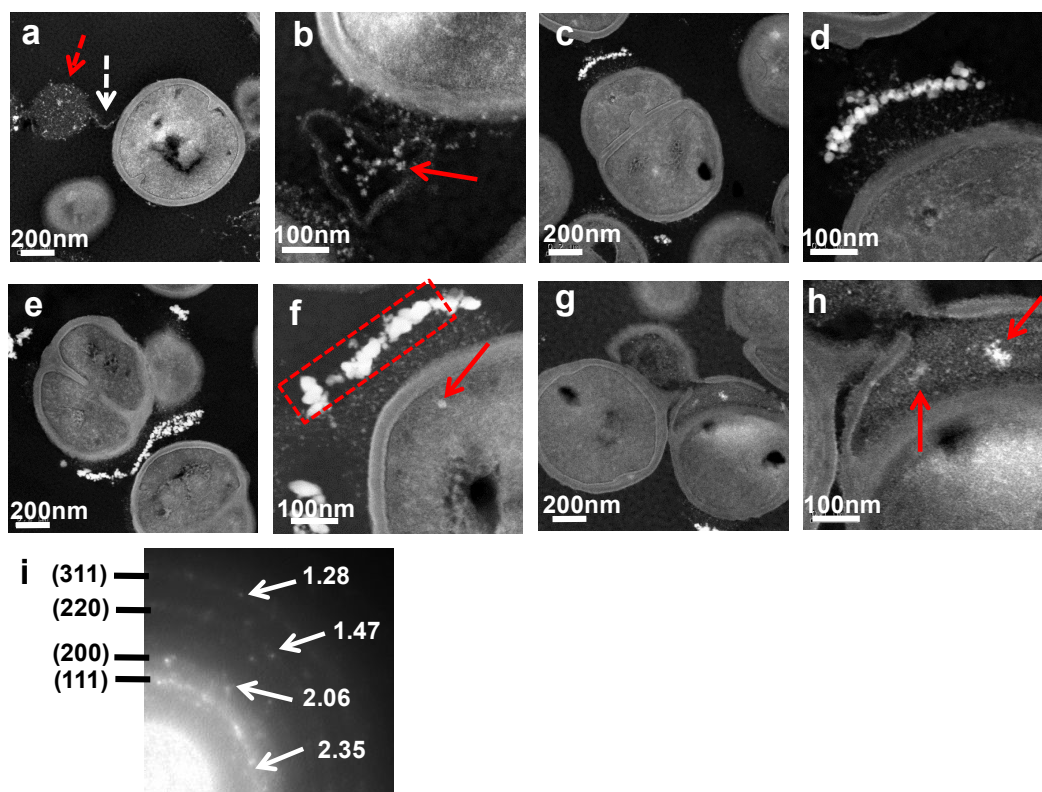 a
b
c
d
200nm
100nm
200nm
100nm
e
f
g
h
200nm
100nm
200nm
100nm
i
(311)
(220)
(200)
(111)
1.28
1.47
2.06
2.35